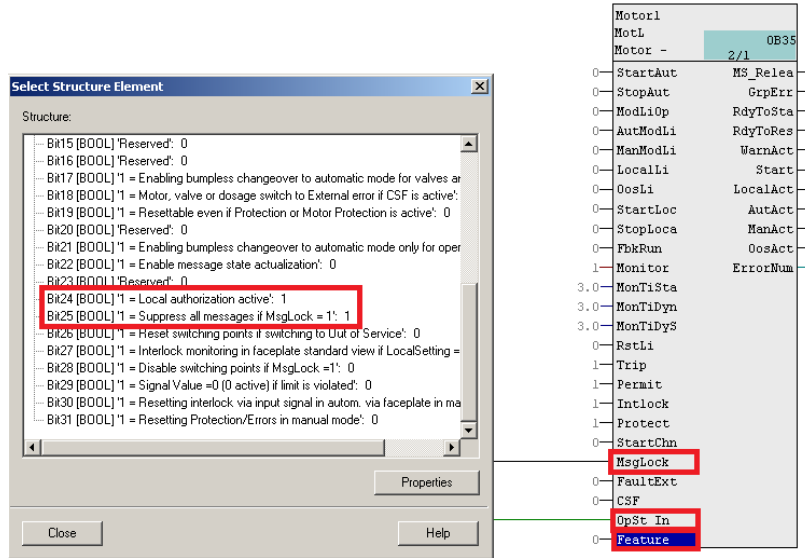 Select Structure Element
Structure:
Bit15 [BOOL] 'Reserved': 0
Bit16 [BOOL] 'Reserved': 0
Bit17 [BOOL] '1 = Enabling bumpless changeover to automatic mode for valves ar
Bit18 [BOOL] '1 = Motor, valve or dosage switch to External error if CSF is active':
Bit19 [BOOL] '1 = Resettable even if Protection or Motor Protection is active': 0
Bit20 [BOOL] 'Reserved': 0
Bit21 [BOOL] '1 = Enabling bumpless changeover to automatic mode only for oper
Bit22 [BOOL] '1 = Enable message state actualization': 0
Bit23 [BOOL] 'Reserved': 0
Bit24 [BOOL] '1 = Local authorization active': 1
Bit25 [BOOL] '1 = Suppress all messages if MsgLock = 1': 1
Bit26 [BOOL] '1 = Reset switching points if switching to Out of Service': 0
Bit27 [BOOL] '1 = Interlock monitoring in faceplate standard view if LocalSetting =
Bit28 [BOOL] '1 = Disable switching points if MsgLock =1': 0
Bit29 [BOOL] '1 = Signal Value =0 (0 active) if limit is violated': 0
Bit30 [BOOL] '1 = Resetting interlock via input signal in autom. via faceplate in ma
Bit31 [BOOL] '1 = Resetting Protection/Errors in manual mode': 0
Properties
Close
Help
Motor1
MotL
Motor -
OB35
2/1
0 StartAut MS_Relea
0 StopAut GrpErr
0 ModLiOp RdyToSta
0 AutModLi RdyToRes
0 ManModLi WarnAct
0 LocalLi Start
0 OosLi LocalAct
0 StartLoc AutAct
0 StopLoca ManAct
0 FbkRun OosAct
1 Monitor ErrorNum
3.0 MonTiSta
3.0 MonTiDyn
3.0 MonTiDyS
0 RstLi
1 Trip
1 Permit
1 Intlock
1 Protect
0 StartChn
MsgLock
0 FaultExt
0 CSF
OpSt_In
0 Feature